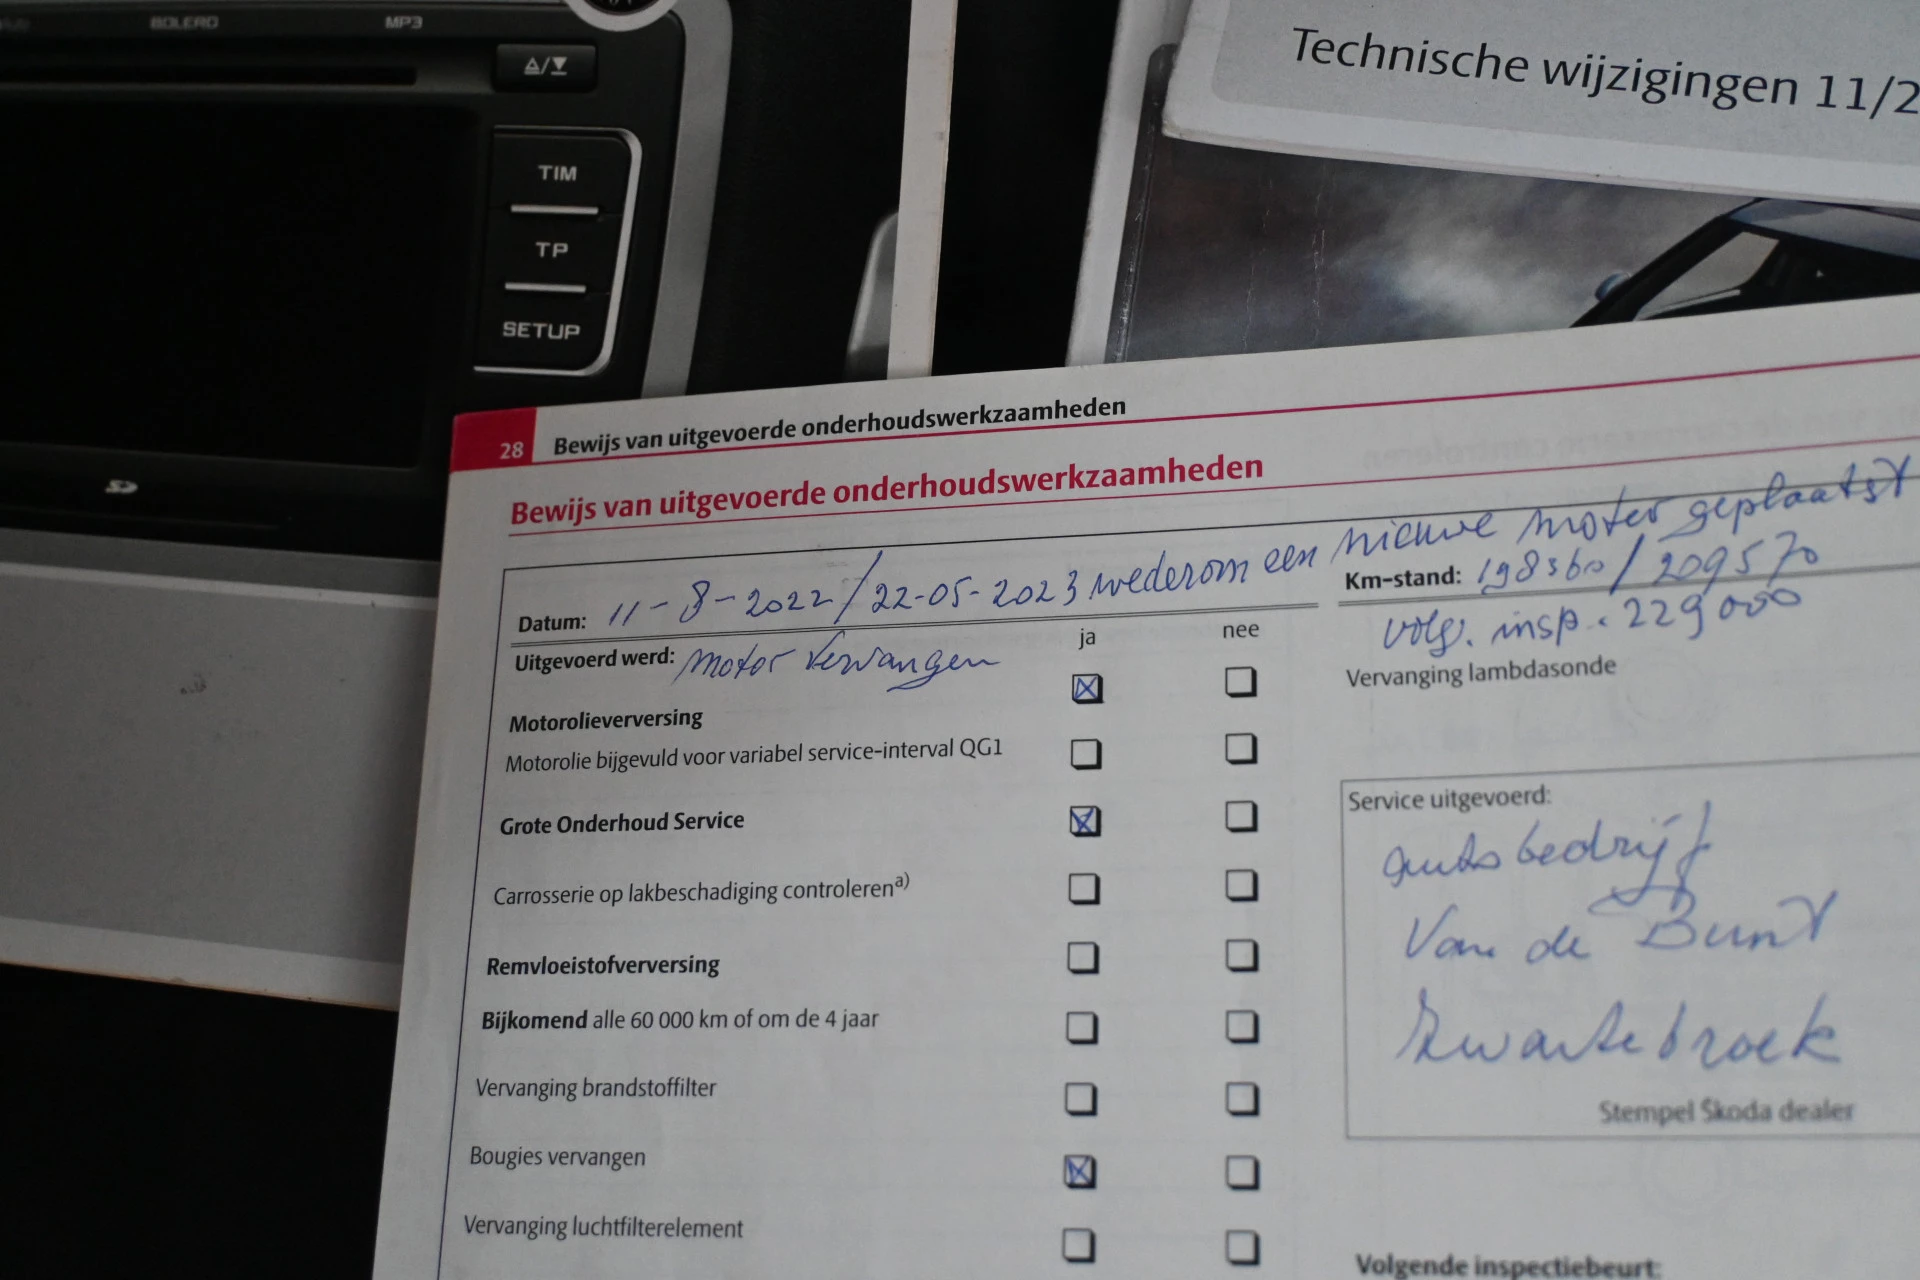 BOLERO MP3
TIM
TP
SETUP
Technische wijzigingen 11/2
28 Bewijs van uitgevoerde onderhoudswerkzaamheden
Bewijs van uitgevoerde onderhoudswerkzaamheden
Datum: 11-8-2022/22-05-2023 wederom een nieuwe motor geplaatst
Km-stand: 198360/209570
Uitgevoerd werd: motor vervangen
ja nee
volg. insp. 229000
Motorolieverversing
Vervanging lambdasonde
Motorolie bijgevuld voor variabel service-interval QG1
Grote Onderhoud Service
Service uitgevoerd:
autobedrijf
Van de Bunt
Zwartebroek
Stempel Škoda dealer
Carrosserie op lakbeschadiging controleren a)
Remvloeistofverversing
Bijkomend alle 60 000 km of om de 4 jaar
Vervanging brandstoffilter
Bougies vervangen
Vervanging luchtfilterelement
Volgende inspectiebeurt: